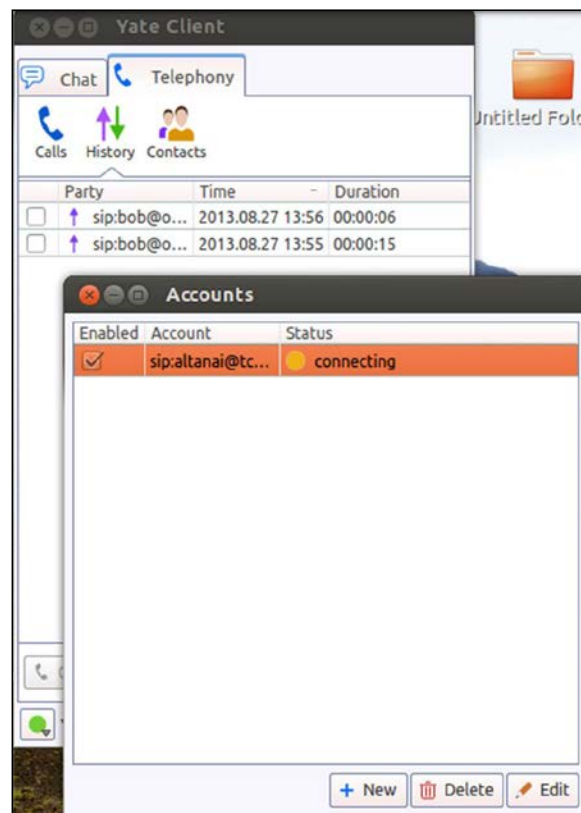 Yate Client
Chat Telephony
Untitled Fol
Calls History Contacts
Party Time Duration
sip:bob@o... 2013.08.27 13:56 00:00:06
sip:bob@o... 2013.08.27 13:55 00:00:15
Accounts
Enabled Account Status
sip:altanai@tc... connecting
New Delete Edit